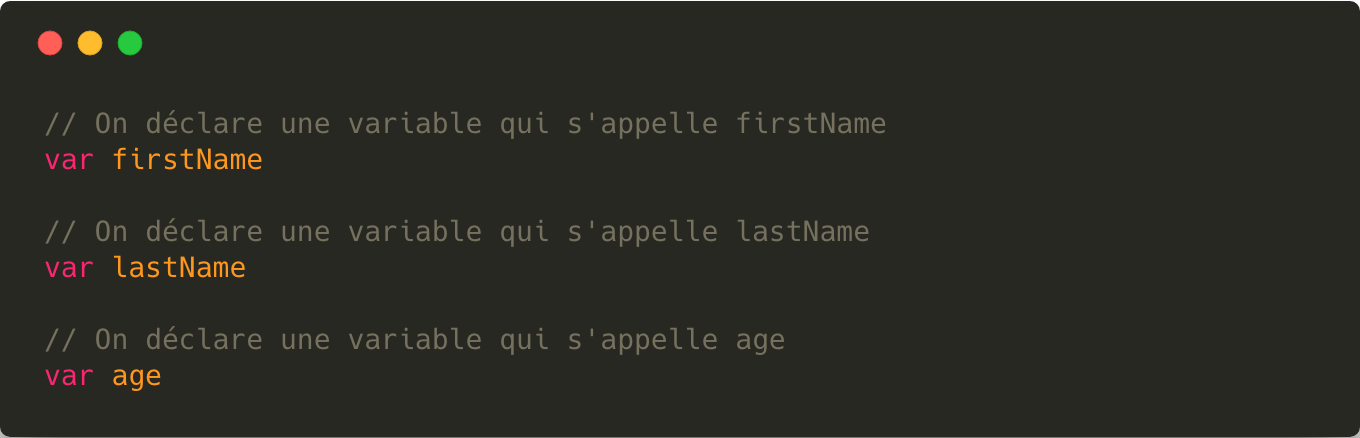 // On déclare une variable qui s'appelle firstName
var firstName
// On déclare une variable qui s'appelle lastName
var lastName
// On déclare une variable qui s'appelle age
var age